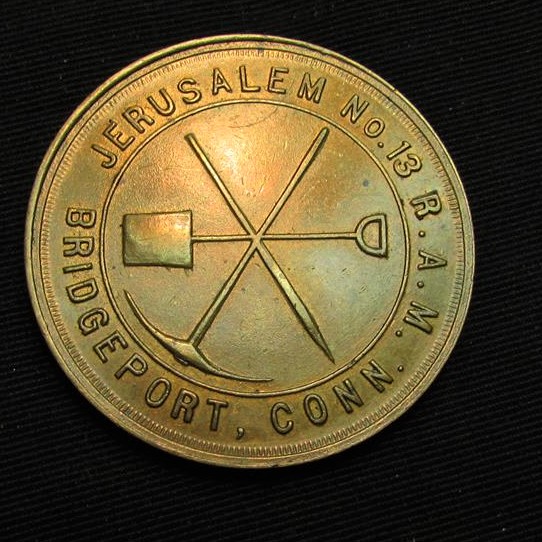 JERUSALEM No. 13 R. A. M.
BRIDGEPORT, CONN.